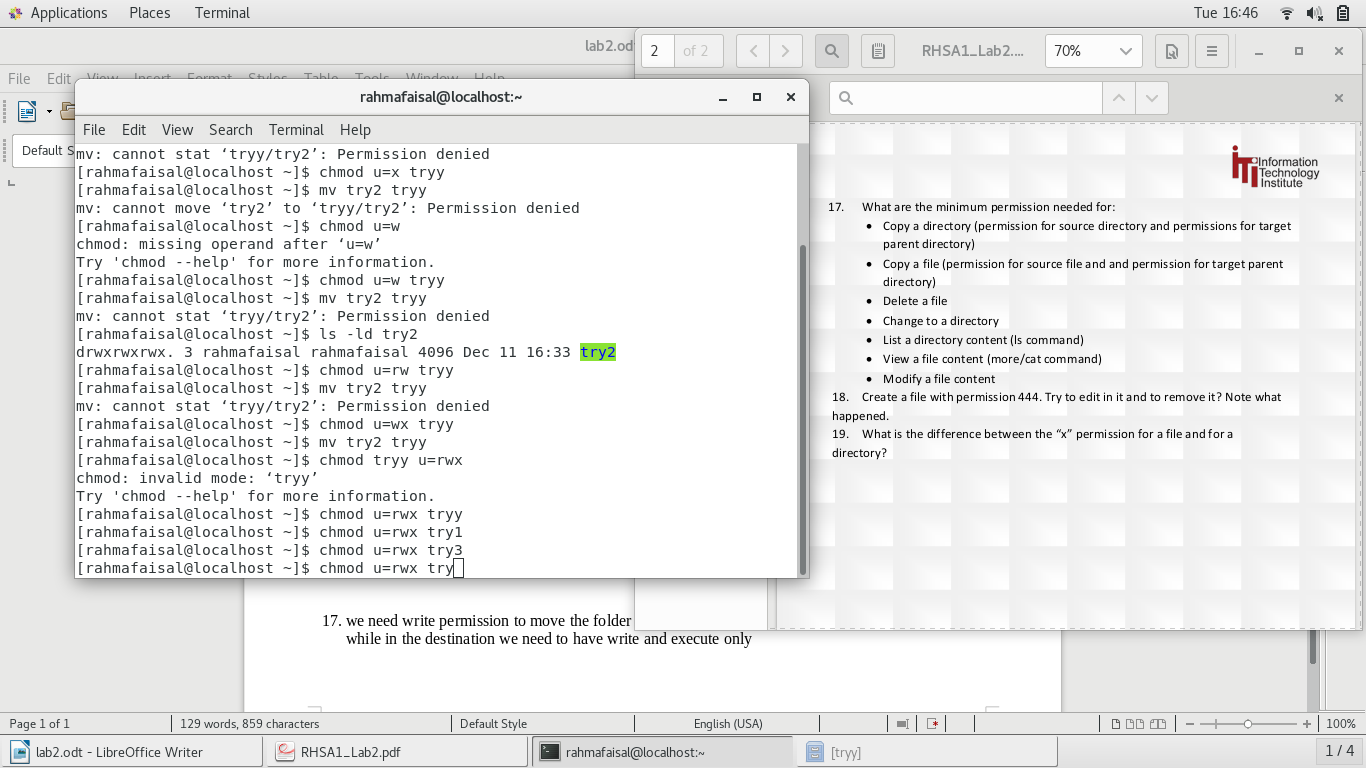 Applications Places Terminal Tue 16:46
lab2.od
File Edit View Insert Format Styles Table Tools Window Help
2 of 2 RHSA1_Lab2.... 70%
rahmafaisal@localhost:~
File Edit View Search Terminal Help
Default S
mv: cannot stat ‘tryy/try2’: Permission denied
[rahmafaisal@localhost ~]$ chmod u=x tryy
[rahmafaisal@localhost ~]$ mv try2 tryy
mv: cannot move ‘try2’ to ‘tryy/try2’: Permission denied
[rahmafaisal@localhost ~]$ chmod u=w
chmod: missing operand after ‘u=w’
Try 'chmod --help' for more information.
[rahmafaisal@localhost ~]$ chmod u=w tryy
[rahmafaisal@localhost ~]$ mv try2 tryy
mv: cannot stat ‘tryy/try2’: Permission denied
[rahmafaisal@localhost ~]$ ls -ld try2
drwxrwxrwx. 3 rahmafaisal rahmafaisal 4096 Dec 11 16:33 try2
[rahmafaisal@localhost ~]$ chmod u=rw tryy
[rahmafaisal@localhost ~]$ mv try2 tryy
mv: cannot stat ‘tryy/try2’: Permission denied
[rahmafaisal@localhost ~]$ chmod u=wx tryy
[rahmafaisal@localhost ~]$ mv try2 tryy
[rahmafaisal@localhost ~]$ chmod tryy u=rwx
chmod: invalid mode: ‘tryy’
Try 'chmod --help' for more information.
[rahmafaisal@localhost ~]$ chmod u=rwx tryy
[rahmafaisal@localhost ~]$ chmod u=rwx try1
[rahmafaisal@localhost ~]$ chmod u=rwx try3
[rahmafaisal@localhost ~]$ chmod u=rwx try
iTi Information
Technology
Institute
17. What are the minimum permission needed for:
• Copy a directory (permission for source directory and permissions for target
parent directory)
• Copy a file (permission for source file and and permission for target parent
directory)
• Delete a file
• Change to a directory
• List a directory content (ls command)
• View a file content (more/cat command)
• Modify a file content
18. Create a file with permission 444. Try to edit in it and to remove it? Note what
happened.
19. What is the difference between the “x” permission for a file and for a
directory?
17. we need write permission to move the folder
while in the destination we need to have write and execute only
Page 1 of 1 129 words, 859 characters Default Style English (USA) 100%
lab2.odt - LibreOffice Writer RHSA1_Lab2.pdf rahmafaisal@localhost:~ [tryy] 1 / 4